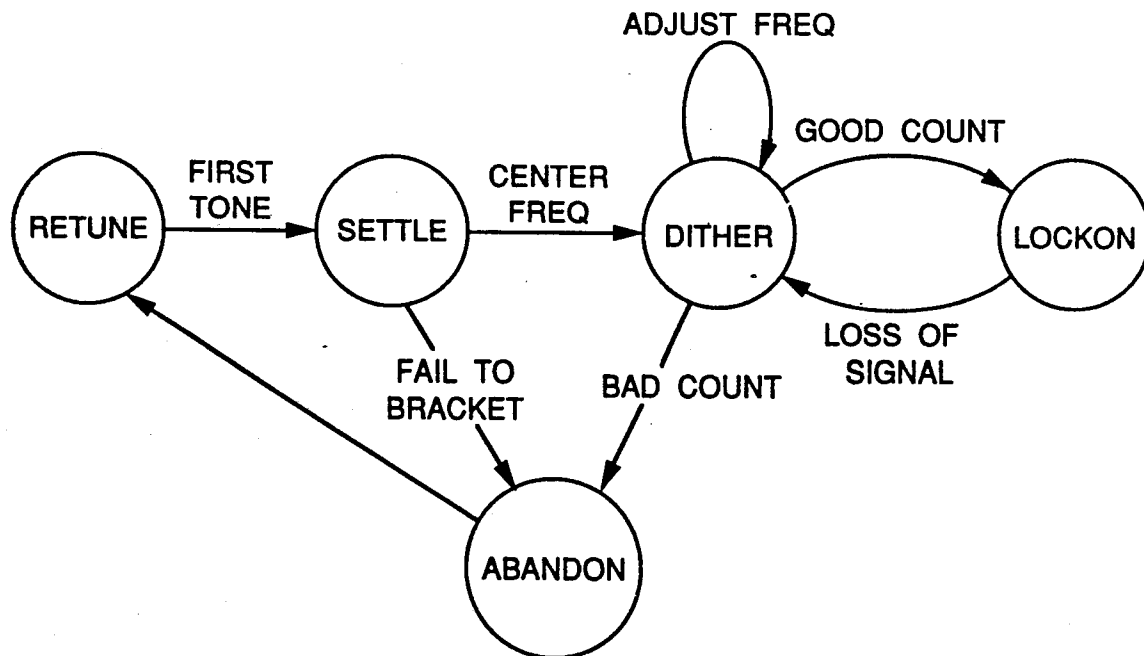 ADJUST FREQ
GOOD COUNT
FIRST
TONE
CENTER
FREQ
RETUNE
SETTLE
DITHER
LOCKON
LOSS OF
SIGNAL
FAIL TO
BRACKET
BAD COUNT
ABANDON